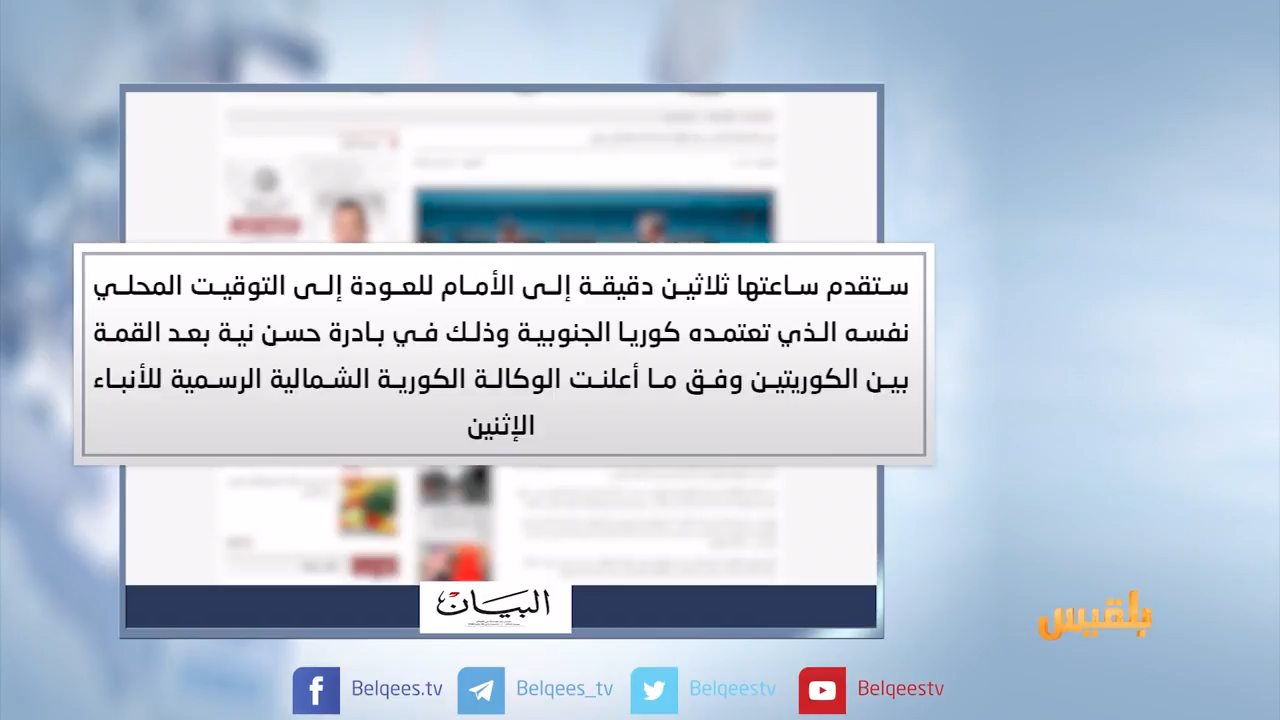 ستقدم ساعتها ثلاثين دقيقة إلى الأمام للعودة إلى التوقيت المحلي
نفسه الذي تعتمده كوريا الجنوبية وذلك في بادرة حسن نية بعد القمة
بين الكوريتين وفق ما أعلنت الوكالة الكورية الشمالية الرسمية للأنباء
الإثنين
البيان
بلقيس
Belqees.tv Belqees_tv Belqeestv Belqeestv